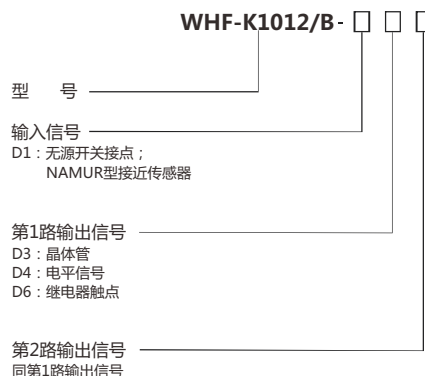 WHF-K1012/B-□ □ □
型 号
输入信号
D1：无源开关接点；
NAMUR型接近传感器
第1路输出信号
D3：晶体管
D4：电平信号
D6：继电器触点
第2路输出信号
同第1路输出信号